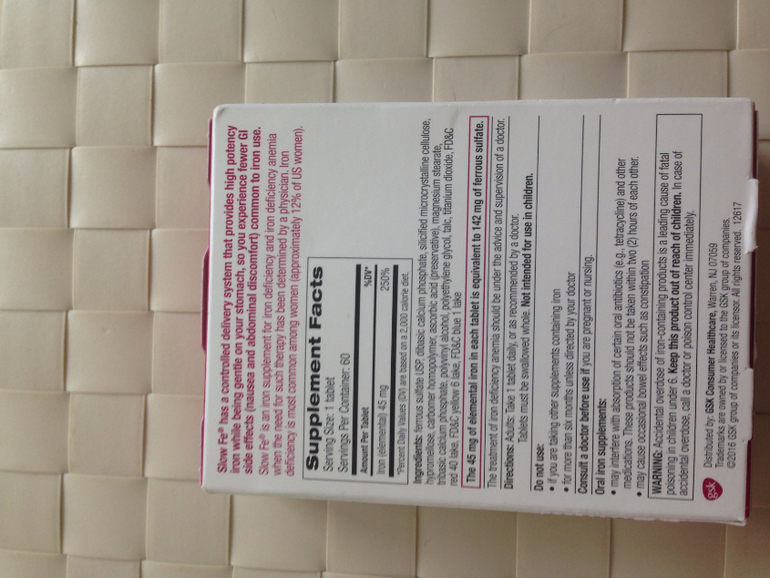 Slow Fe® has a controlled delivery system that provides high potency
iron while being gentle on your stomach, so you experience fewer GI
side effects (nausea and abdominal discomfort) common to iron use.
Slow Fe® is an iron supplement for iron deficiency and iron deficiency anemia
when the need for such therapy has been determined by a physician. Iron
deficiency is most common among women (approximately 12% of US women).
Supplement Facts
Serving Size: 1 tablet
Servings Per Container: 60
Amount Per Tablet %DV*
Iron (elemental) 45 mg 250%
*Percent Daily Values (DV) are based on a 2,000 calorie diet.
Ingredients: ferrous sulfate USP, dibasic calcium phosphate, silicified microcrystalline cellulose,
hypromellose, carbomer homopolymer, ascorbic acid (preservative), magnesium stearate,
tribasic calcium phosphate, polyvinyl alcohol, polyethylene glycol, talc, titanium dioxide, FD&C
red 40 lake, FD&C yellow 6 lake, FD&C blue 1 lake
The 45 mg of elemental iron in each tablet is equivalent to 142 mg of ferrous sulfate.
The treatment of iron deficiency anemia should be under the advice and supervision of a doctor.
Directions: Adults: Take 1 tablet daily, or as recommended by a doctor.
Tablets must be swallowed whole. Not intended for use in children.
Do not use:
• if you are taking other supplements containing iron
• for more than six months unless directed by your doctor
Consult a doctor before use if you are pregnant or nursing.
Oral iron supplements:
• may interfere with absorption of certain oral antibiotics (e.g., tetracycline) and other
medications. These products should not be taken within two (2) hours of each other.
• may cause occasional bowel effects such as constipation
WARNING: Accidental overdose of iron-containing products is a leading cause of fatal
poisoning in children under 6. Keep this product out of reach of children. In case of
accidental overdose, call a doctor or poison control center immediately.
gsk
Distributed by: GSK Consumer Healthcare, Warren, NJ 07059
Trademarks are owned by or licensed to the GSK group of companies.
©2016 GSK group of companies or its licensor. All rights reserved. 12617